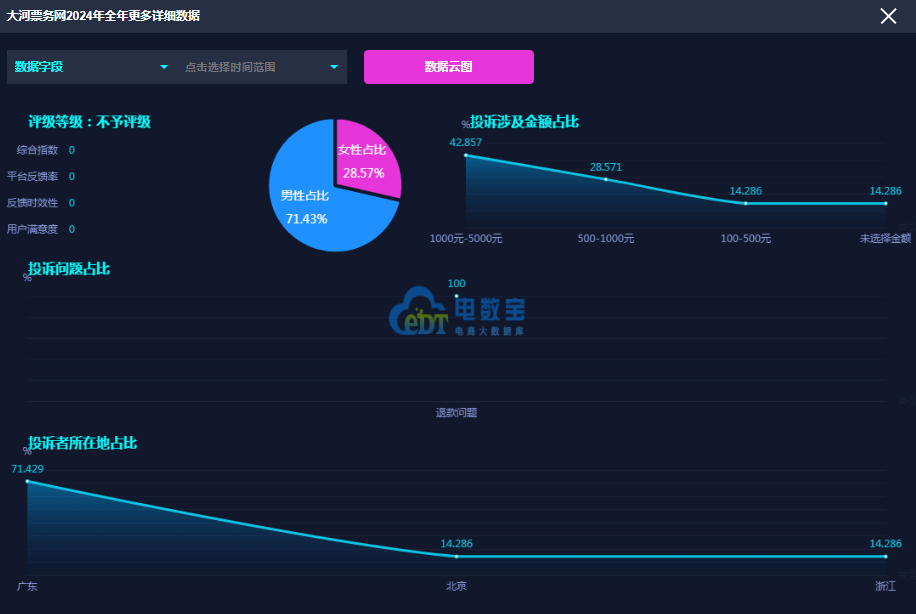 大河票务网2024年全年更多详细数据
数据字段
点击选择时间范围
数据云图
评级等级：不予评级
综合指数 0
平台反馈率 0
反馈时效性 0
用户满意度 0
女性占比
28.57%
男性占比
71.43%
%
投诉涉及金额占比
42.857
28.571
14.286
14.286
1000元-5000元
500-1000元
100-500元
未选择金额
投诉问题占比
%
100
eDT
电数宝
电商大数据库
退款问题
投诉者所在地占比
%
71.429
14.286
14.286
广东
北京
浙江